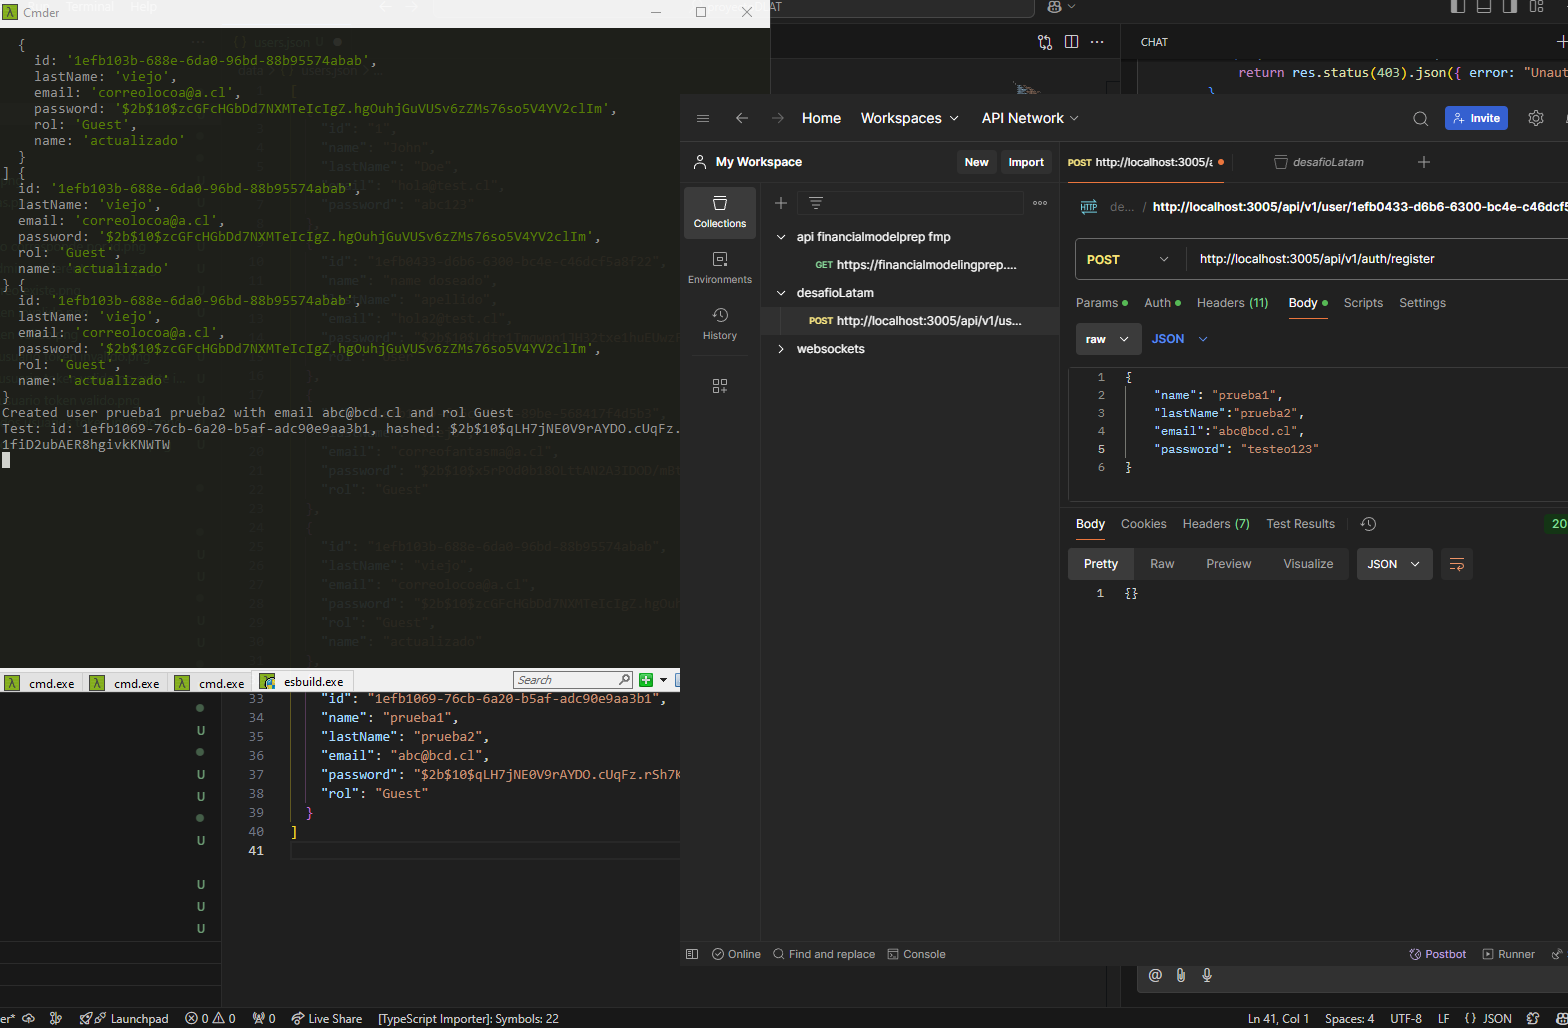 Cmder
{
id: '1efb103b-688e-6da0-96bd-88b95574abab',
lastName: 'viejo',
email: 'correolocoa@a.cl',
password: '$2b$10$zcGFcHGbDd7NXMTeIcIgZ.hgOuhjGuVUSv6zZMs76so5V4YV2clIm',
rol: 'Guest',
name: 'actualizado'
}
] {
id: '1efb103b-688e-6da0-96bd-88b95574abab',
lastName: 'viejo',
email: 'correolocoa@a.cl',
password: '$2b$10$zcGFcHGbDd7NXMTeIcIgZ.hgOuhjGuVUSv6zZMs76so5V4YV2clIm',
rol: 'Guest',
name: 'actualizado'
} {
id: '1efb103b-688e-6da0-96bd-88b95574abab',
lastName: 'viejo',
email: 'correolocoa@a.cl',
password: '$2b$10$zcGFcHGbDd7NXMTeIcIgZ.hgOuhjGuVUSv6zZMs76so5V4YV2clIm',
rol: 'Guest',
name: 'actualizado'
}
Created user prueba1 prueba2 with email abc@bcd.cl and rol Guest
Test: id: 1efb1069-76cb-6a20-b5af-adc90e9aa3b1, hashed: $2b$10$qLH7jNE0V9rAYDO.cUqFz.
1fiD2ubAER8hgivkKNWTW
cmd.exe cmd.exe cmd.exe esbuild.exe Search
33 "id": "1efb1069-76cb-6a20-b5af-adc90e9aa3b1",
34 "name": "prueba1",
35 "lastName": "prueba2",
36 "email": "abc@bcd.cl",
37 "password": "$2b$10$qLH7jNE0V9rAYDO.cUqFz.rSh7K
38 "rol": "Guest"
39 }
40 ]
41
U
U
U
U
U
U
U
CHAT
return res.status(403).json({ error: "Unaut
Home Workspaces API Network Invite
My Workspace New Import
Collections
Environments
History
api financialmodelprep fmp
GET https://financialmodelingprep....
desafioLatam
POST http://localhost:3005/api/v1/us...
websockets
POST http://localhost:3005/a desafioLatam
HTTP de... / http://localhost:3005/api/v1/user/1efb0433-d6b6-6300-bc4e-c46dcf5
POST http://localhost:3005/api/v1/auth/register
Params Auth Headers (11) Body Scripts Settings
raw JSON
1 {
2 "name": "prueba1",
3 "lastName":"prueba2",
4 "email":"abc@bcd.cl",
5 "password": "testeo123"
6 }
Body Cookies Headers (7) Test Results 20
Pretty Raw Preview Visualize JSON
1 {}
Online Find and replace Console Postbot Runner
er* Launchpad 0 0 0 Live Share [TypeScript Importer]: Symbols: 22 Ln 41, Col 1 Spaces: 4 UTF-8 LF {} JSON